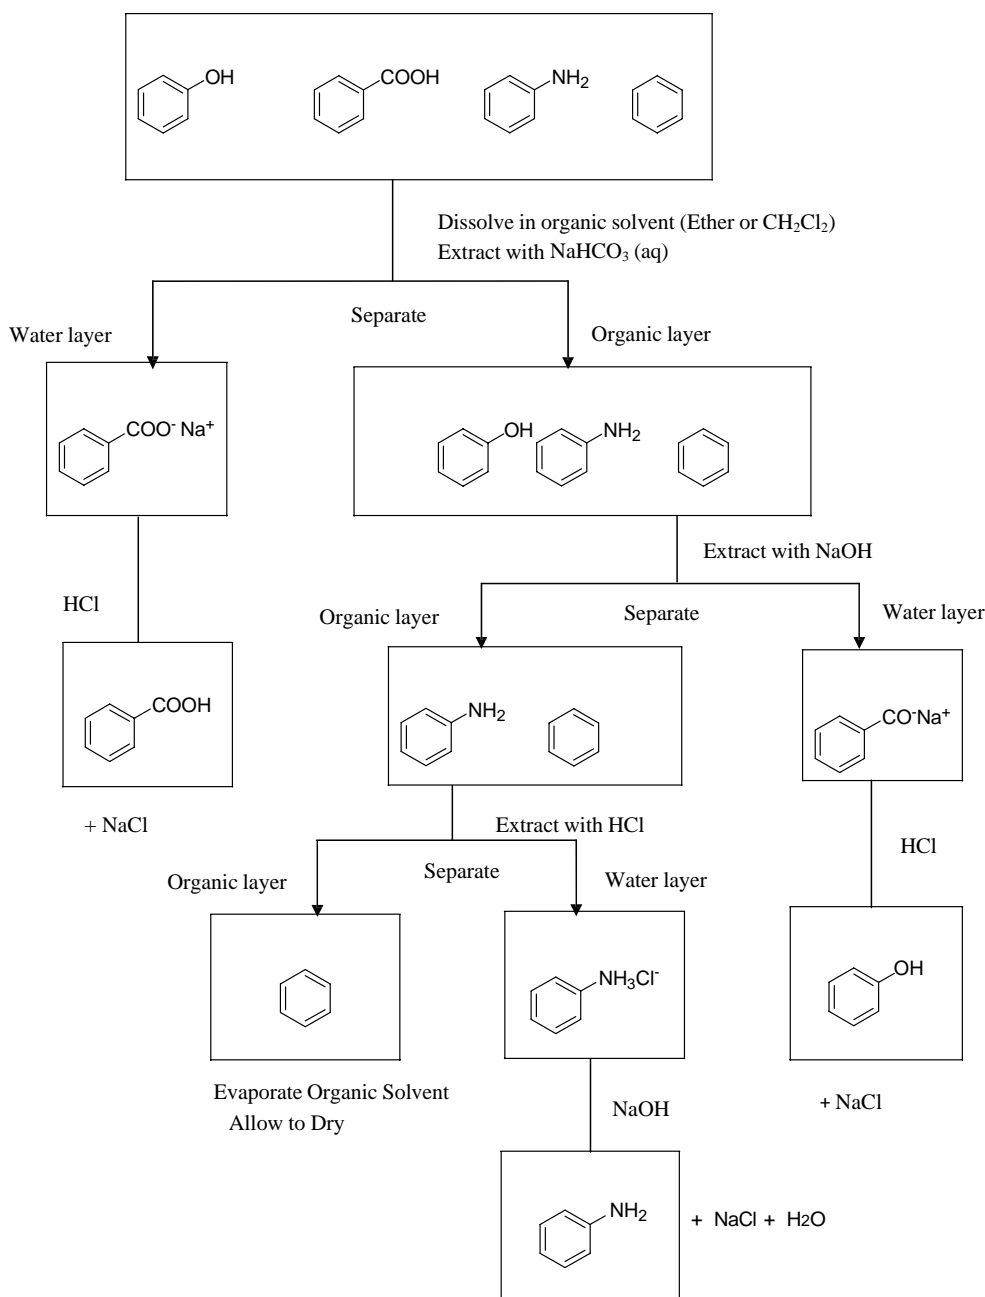 OH
COOH
NH₂
Dissolve in organic solvent (Ether or CH₂Cl₂)
Extract with NaHCO₃ (aq)
Separate
Water layer
Organic layer
COO⁻ Na⁺
OH
NH₂
Extract with NaOH
HCl
Organic layer
Separate
Water layer
COOH
NH₂
CO⁻Na⁺
+ NaCl
Extract with HCl
HCl
Organic layer
Separate
Water layer
NH₃Cl⁻
OH
Evaporate Organic Solvent
Allow to Dry
NaOH
+ NaCl
NH₂
+ NaCl + H₂O